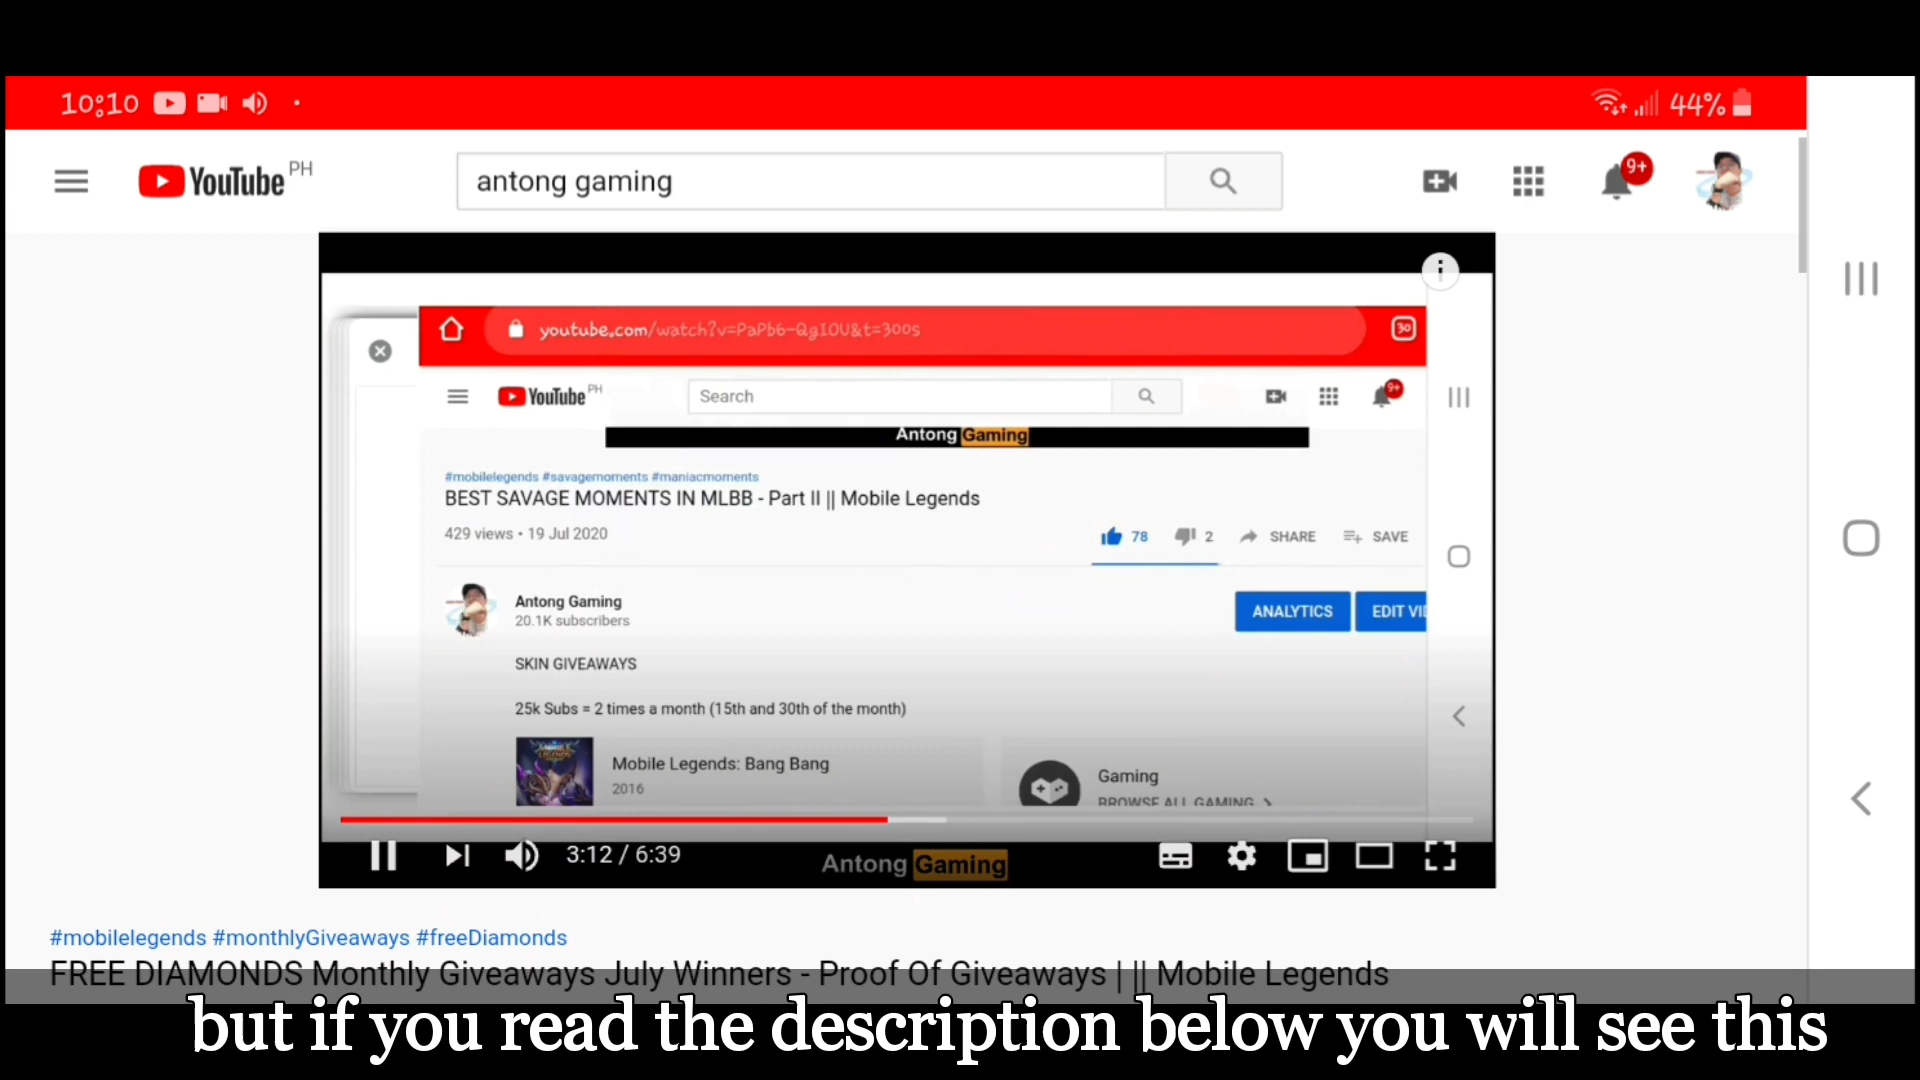 10:10
44%
YouTube PH
antong gaming
9+
youtube.com/watch?v=PaPb6-QgIOU&t=300s
30
YouTube PH
Search
9+
Antong Gaming
#mobilelegends #savagemoments #maniacmoments
BEST SAVAGE MOMENTS IN MLBB - Part II || Mobile Legends
429 views • 19 Jul 2020
78
2
SHARE
SAVE
Antong Gaming
20.1K subscribers
ANALYTICS
EDIT VI
SKIN GIVEAWAYS
25k Subs = 2 times a month (15th and 30th of the month)
Mobile Legends: Bang Bang
2016
Gaming
BROWSE ALL GAMING
3:12 / 6:39
Antong Gaming
#mobilelegends #monthlyGiveaways #freeDiamonds
FREE DIAMONDS Monthly Giveaways July Winners - Proof Of Giveaways | || Mobile Legends
but if you read the description below you will see this